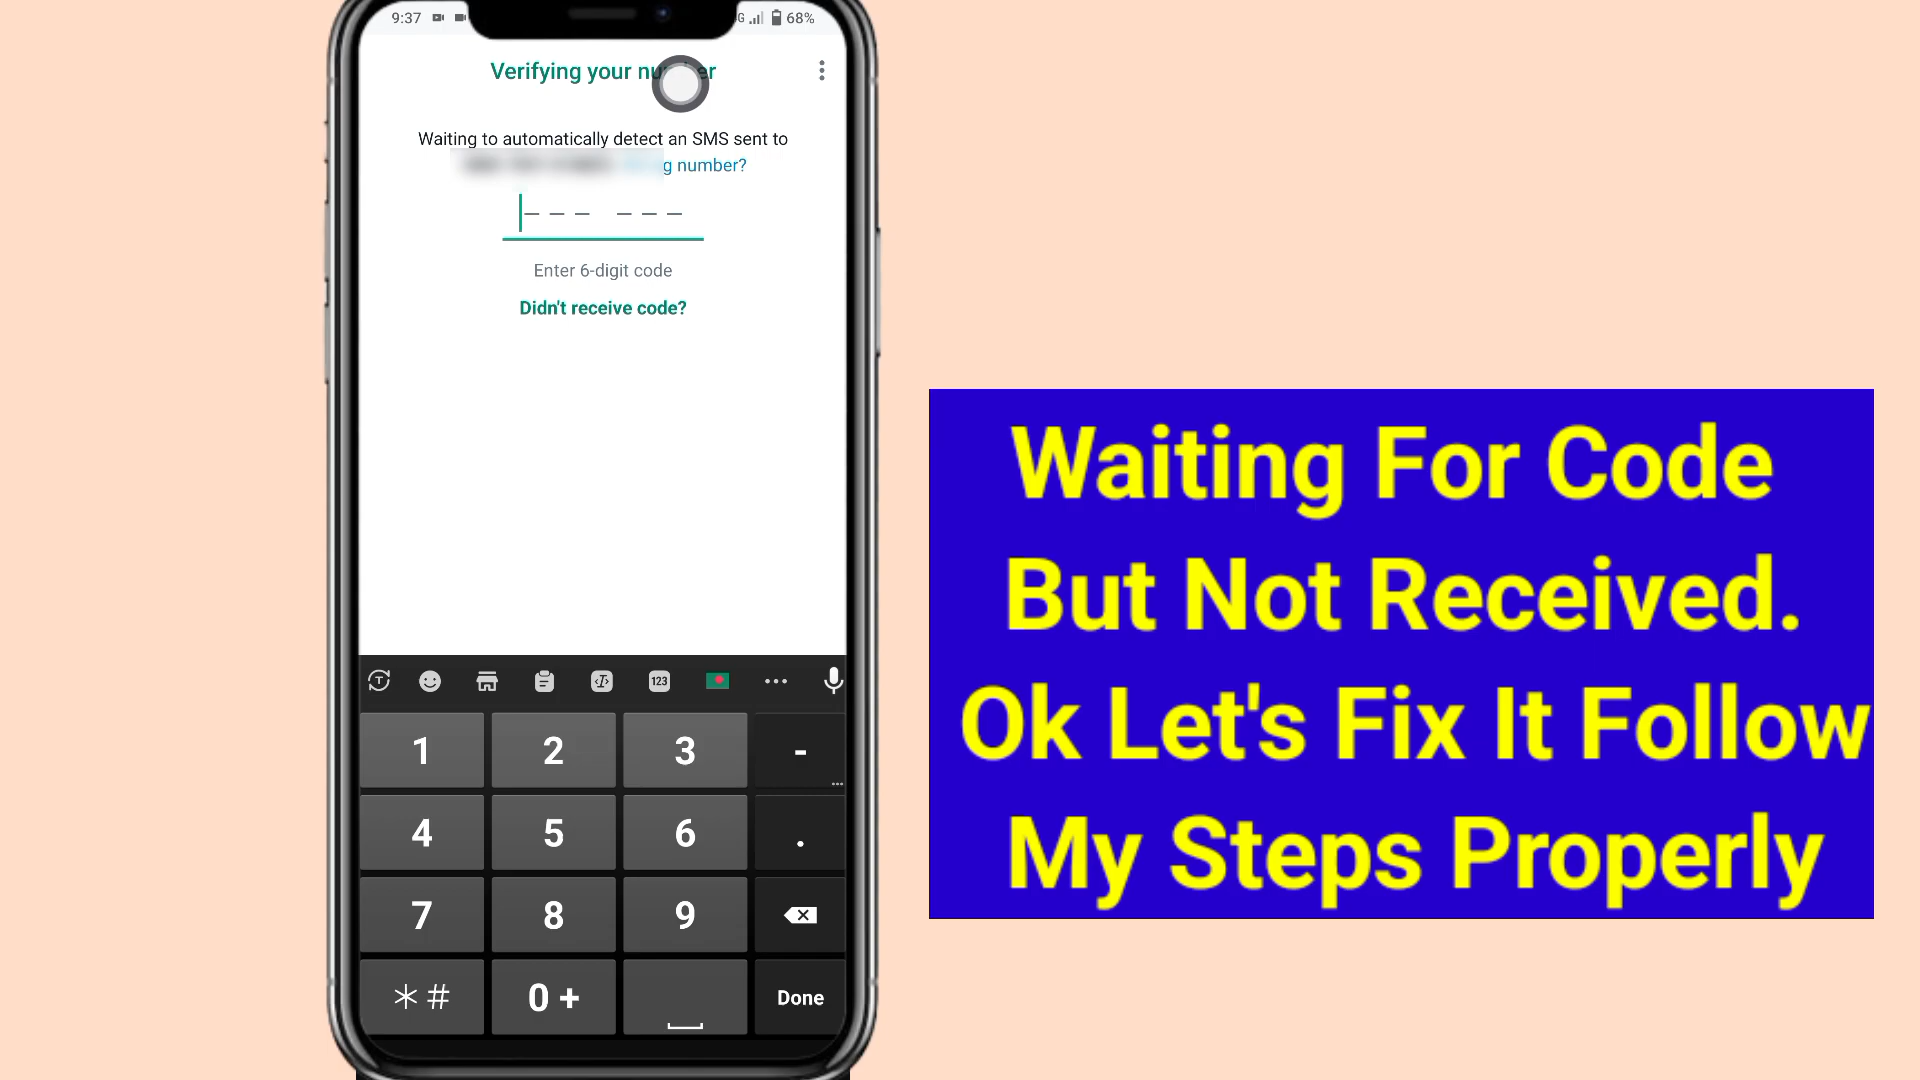 9:37
G 68%
Verifying your
Waiting to automatically detect an SMS sent to
number?
Enter 6-digit code
Didn't receive code?
Waiting For Code
But Not Received.
Ok Let's Fix It Follow
My Steps Properly
123
1 2 3 -
4 5 6 .
7 8 9
*# 0 + Done